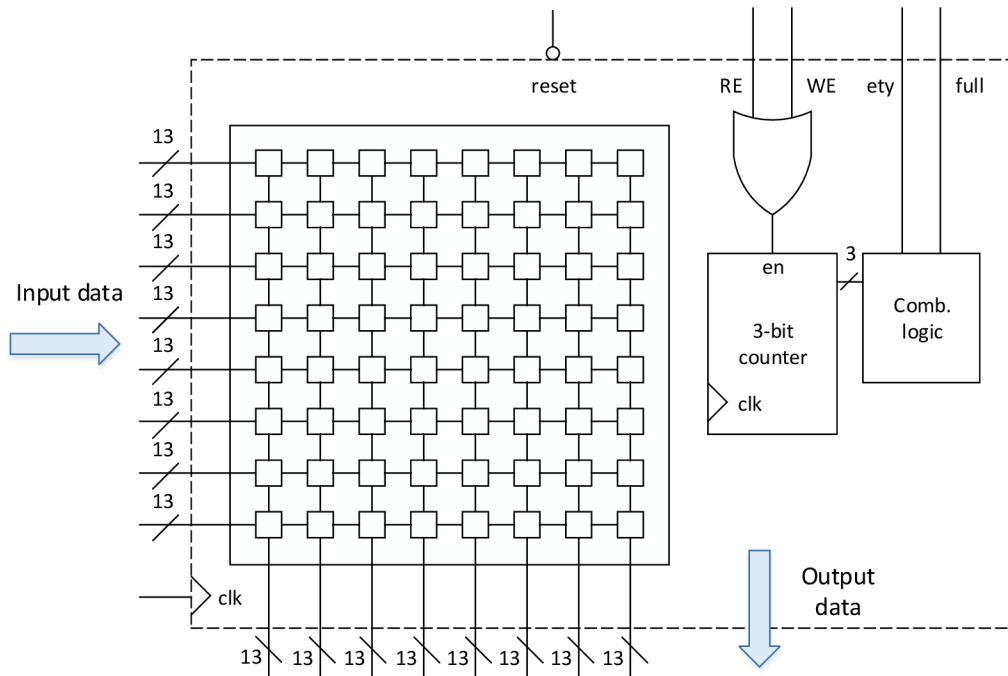 reset
RE
WE
ety
full
13
13
13
13
13
13
13
13
Input data
en
3-bit
counter
clk
3
Comb.
logic
clk
Output
data
13
13
13
13
13
13
13
13